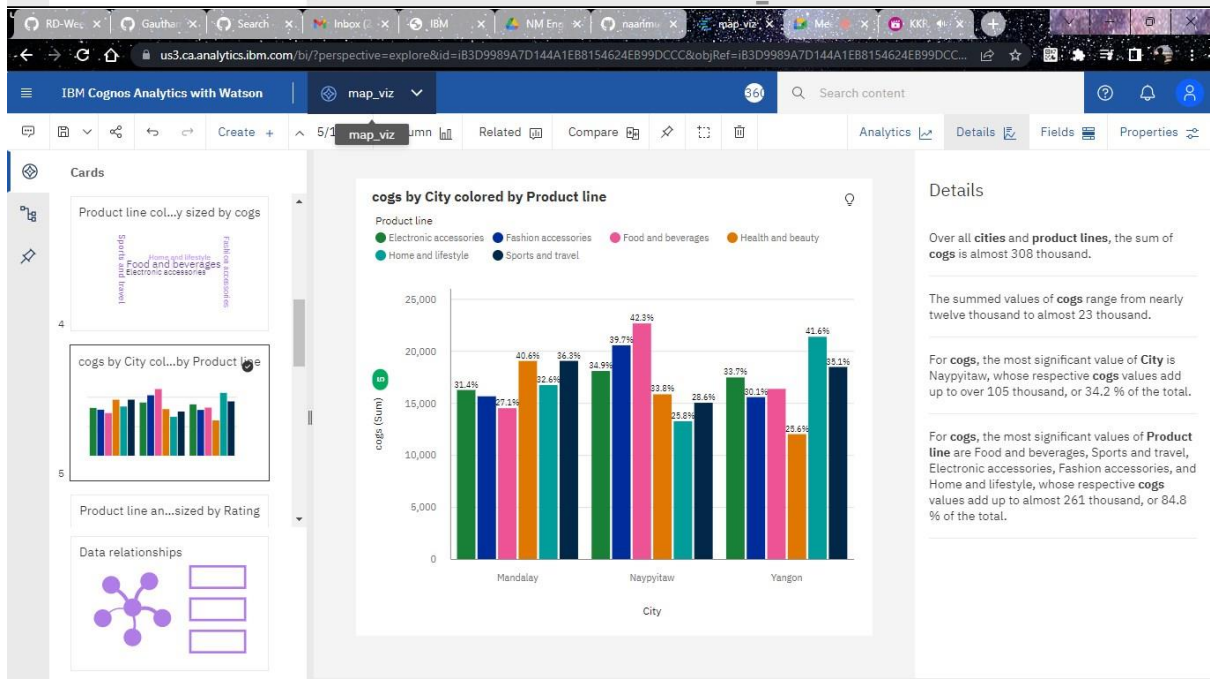 RD-Wee
Gauthar
Search
Inbox (2
IBM
NM Eng
naarimu
map_viz
Me
KKR,
us3.ca.analytics.ibm.com/bi/?perspective=explore&id=iB3D9989A7D144A1EB8154624EB99DCCC&objRef=iB3D9989A7D144A1EB8154624EB99DCC...
IBM Cognos Analytics with Watson
map_viz
360
Search content
Create +
5/1
umn
Related
Compare
Analytics
Details
Fields
Properties
map_viz
Cards
Product line col...y sized by cogs
Sports and travel
Home and lifestyle
Food and beverages
Electronic accessories
Fashion accessories
4
cogs by City col...by Product line
5
Product line an...sized by Rating
Data relationships
cogs by City colored by Product line
Product line
Electronic accessories Fashion accessories Food and beverages Health and beauty
Home and lifestyle Sports and travel
25,000
20,000
15,000
10,000
5,000
0
cogs (Sum)
5
31.4% 27.1% 40.6% 32.6% 36.3%
34.9% 39.7% 42.3% 33.8% 25.8% 28.6%
33.7% 30.1% 25.6% 41.6% 35.1%
Mandalay Naypyitaw Yangon
City
Details
Over all cities and product lines, the sum of
cogs is almost 308 thousand.
The summed values of cogs range from nearly
twelve thousand to almost 23 thousand.
For cogs, the most significant value of City is
Naypyitaw, whose respective cogs values add
up to over 105 thousand, or 34.2 % of the total.
For cogs, the most significant values of Product
line are Food and beverages, Sports and travel,
Electronic accessories, Fashion accessories, and
Home and lifestyle, whose respective cogs
values add up to almost 261 thousand, or 84.8
% of the total.